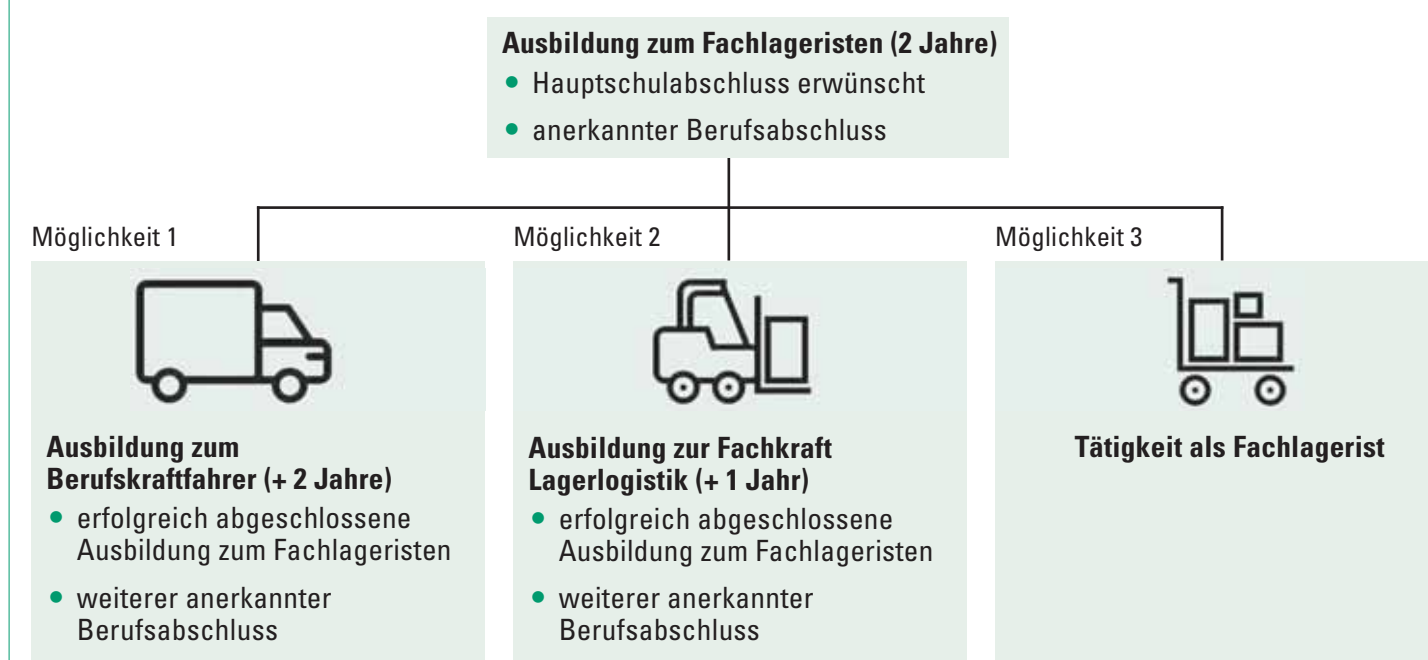 Ausbildung zum Fachlageristen (2 Jahre)
• Hauptschulabschluss erwünscht
• anerkannter Berufsabschluss
Möglichkeit 1
Ausbildung zum
Berufskraftfahrer (+ 2 Jahre)
• erfolgreich abgeschlossene
Ausbildung zum Fachlageristen
• weiterer anerkannter
Berufsabschluss
Möglichkeit 2
Ausbildung zur Fachkraft
Lagerlogistik (+ 1 Jahr)
• erfolgreich abgeschlossene
Ausbildung zum Fachlageristen
• weiterer anerkannter
Berufsabschluss
Möglichkeit 3
Tätigkeit als Fachlagerist